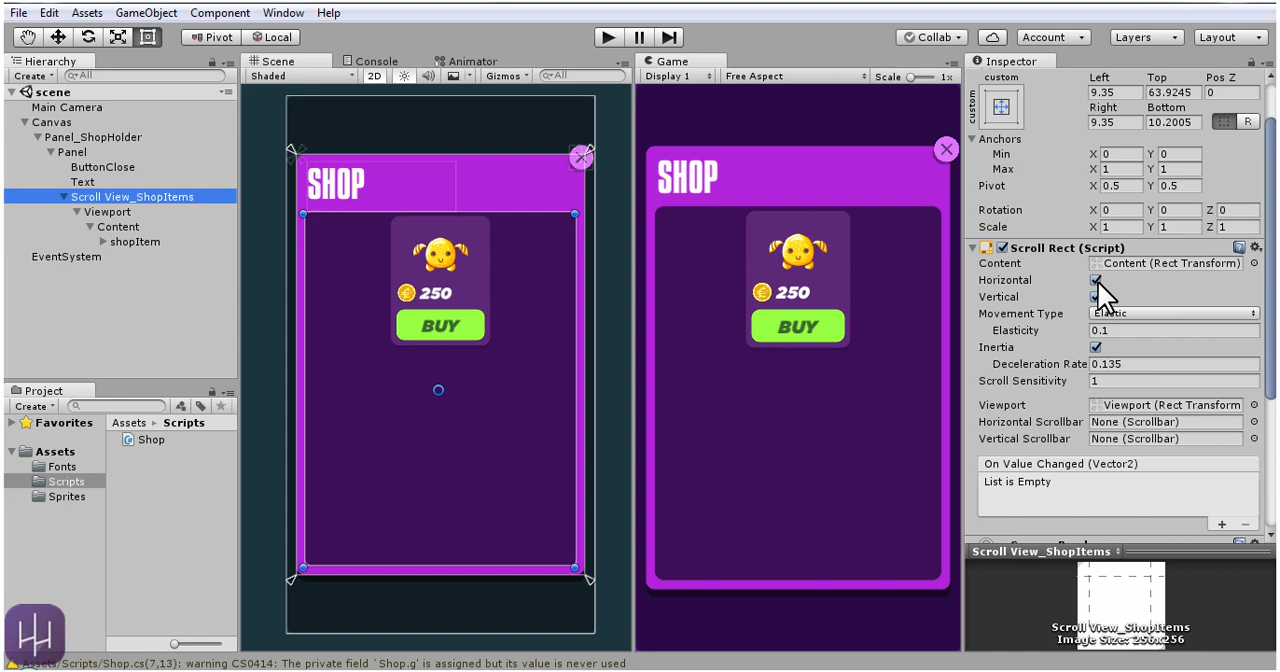 File Edit Assets GameObject Component Window Help
Pivot Local Collab Account Layers Layout
Hierarchy
Create All
scene
Main Camera
Canvas
Panel_ShopHolder
Panel
ButtonClose
Text
Scroll View_ShopItems
Viewport
Content
shopItem
EventSystem
Project
Create
Favorites
Assets
Fonts
Scripts
Sprites
Assets Scripts
Shop
Scene Console Animator
Shaded 2D Gizmos All
SHOP
250
BUY
Game
Display 1 Free Aspect Scale 1x
SHOP
250
BUY
Inspector
custom Left Top Pos Z
custom 9.35 63.9245 0
Right Bottom
9.35 10.2005 R
Anchors
Min X 0 Y 0
Max X 1 Y 1
Pivot X 0.5 Y 0.5
Rotation X 0 Y 0 Z 0
Scale X 1 Y 1 Z 1
Scroll Rect (Script)
Content Content (Rect Transform)
Horizontal
Vertical
Movement Type Elastic
Elasticity 0.1
Inertia
Deceleration Rate 0.135
Scroll Sensitivity 1
Viewport Viewport (Rect Transform
Horizontal Scrollbar None (Scrollbar)
Vertical Scrollbar None (Scrollbar)
On Value Changed (Vector2)
List is Empty
Scroll View_ShopItems
Scroll View_ShopItems
Image Size: 256x256
Assets/Scripts/Shop.cs(7,13): warning CS0414: The private field `Shop.g' is assigned but its value is never used